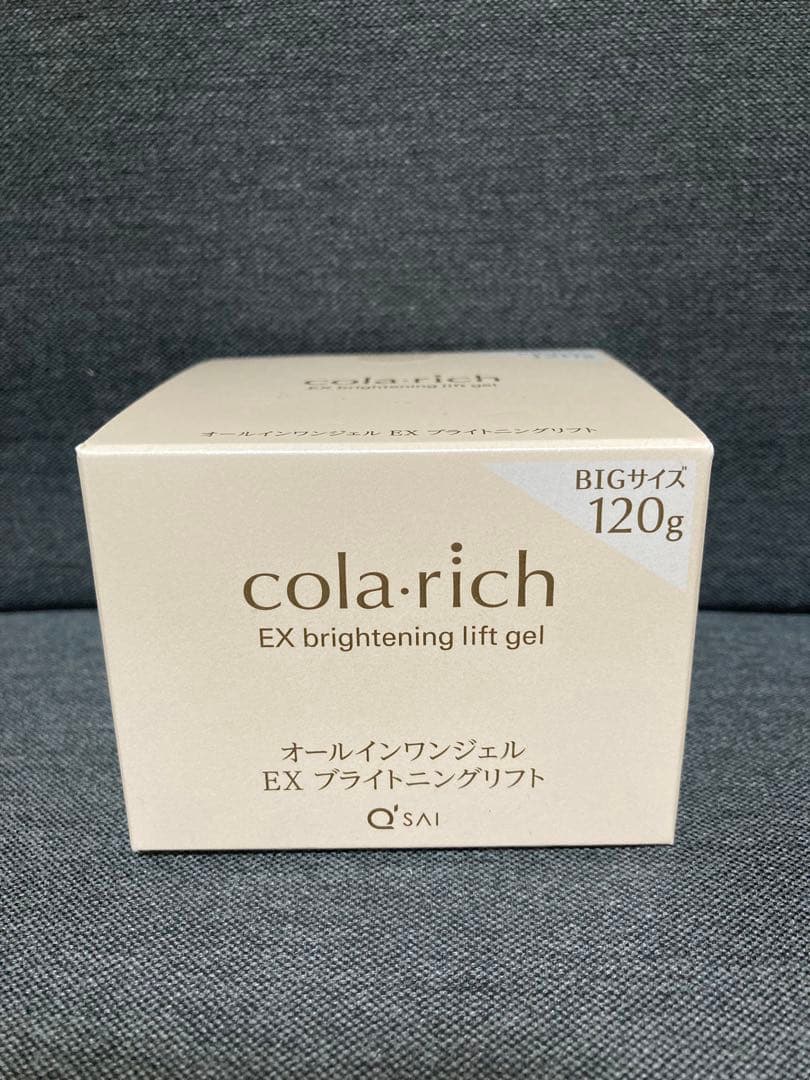 120g
cola·rich
EX brightening lift gel
オールインワンジェル EX ブライトニングリフト
BIGサイズ
120g
cola·rich
EX brightening lift gel
オールインワンジェル
EX ブライトニングリフト
Q'SAI